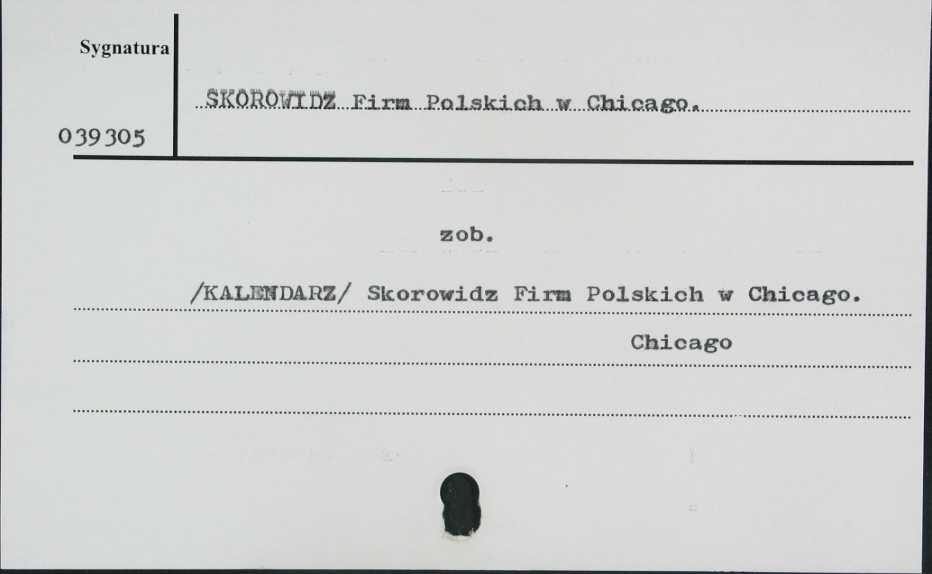 Sygnatura
SKOROWIDZ Firm Polskich w Chicago.
039305
zob.
/KALENDARZ/ Skorowidz Firm Polskich w Chicago.
Chicago